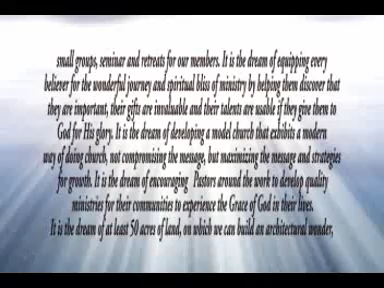 small groups, seminar and retreats for our members. It is the dream of equipping every
believer for the wonderful journey and spiritual bliss of ministry by helping them discover that
they are important, their gifts are invaluable and their talents are usable if they give them to
God for His glory. It is the dream of developing a model church that exhibits a modern
way of doing church, not compromising the message, but maximizing the message and strategies
for growth. It is the dream of encouraging Pastors around the work to develop quality
ministries for their communities to experience the Grace of God in their lives.
It is the dream of at least 50 acres of land, on which we can build an architectural wonder,